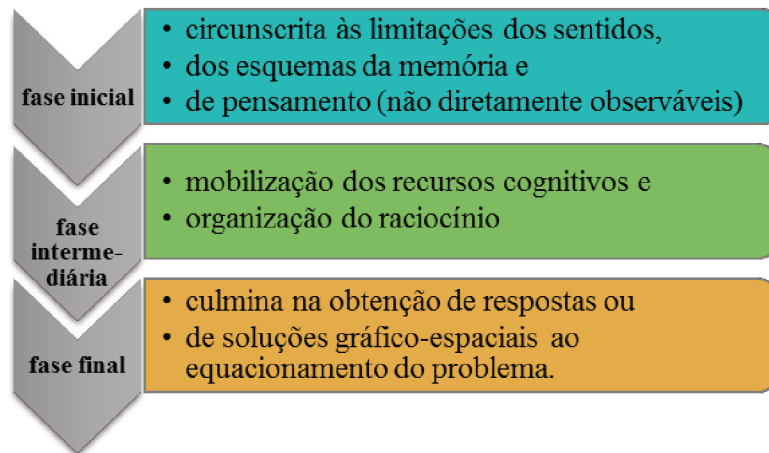 fase inicial
• circunscrita às limitações dos sentidos,
• dos esquemas da memória e
• de pensamento (não diretamente observáveis)
fase
interme-
diária
• mobilização dos recursos cognitivos e
• organização do raciocínio
fase final
• culmina na obtenção de respostas ou
• de soluções gráfico-espaciais ao
equacionamento do problema.